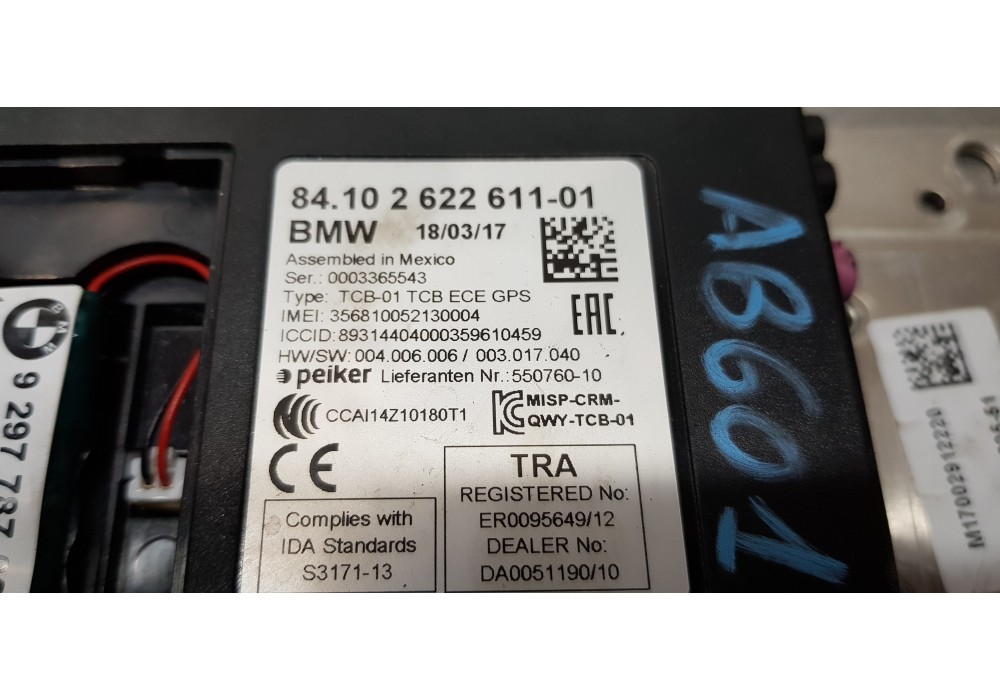 84.10 2 622 611-01
BMW 18/03/17
Assembled in Mexico
Ser.: 0003365543
Type: TCB-01 TCB ECE GPS
IMEI: 356810052130004
ICCID: 89314404000359610459
HW/SW: 004.006.006 / 003.017.040
peiker Lieferanten Nr.: 550760-10
EAC
CCAI14Z10180T1
MISP-CRM-
QWY-TCB-01
CE
TRA
REGISTERED No:
ER0095649/12
DEALER No:
DA0051190/10
Complies with
IDA Standards
S3171-13
AB601
BMW
9 297 787
M17002912220